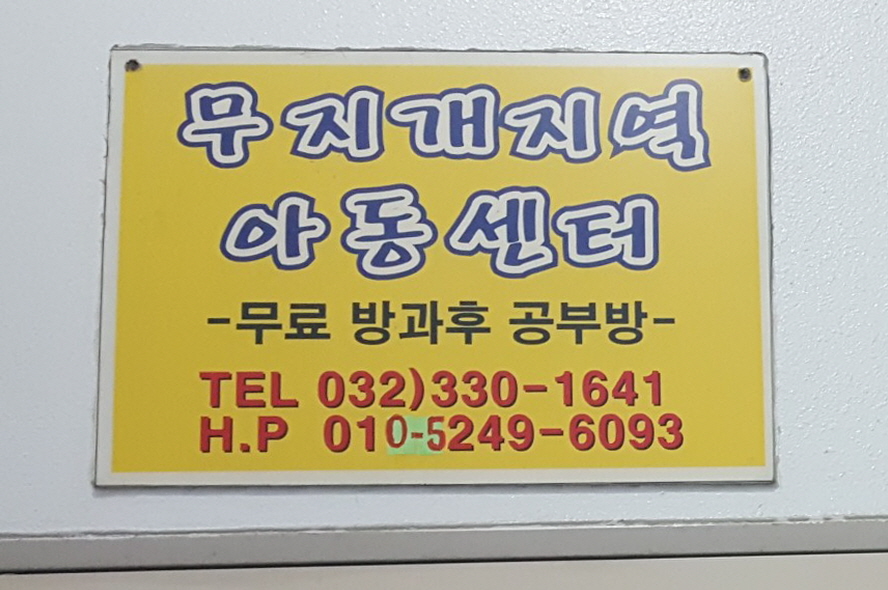 무지개지역
아동센터
-무료 방과후 공부방-
TEL 032)330-1641
H.P 010-5249-6093